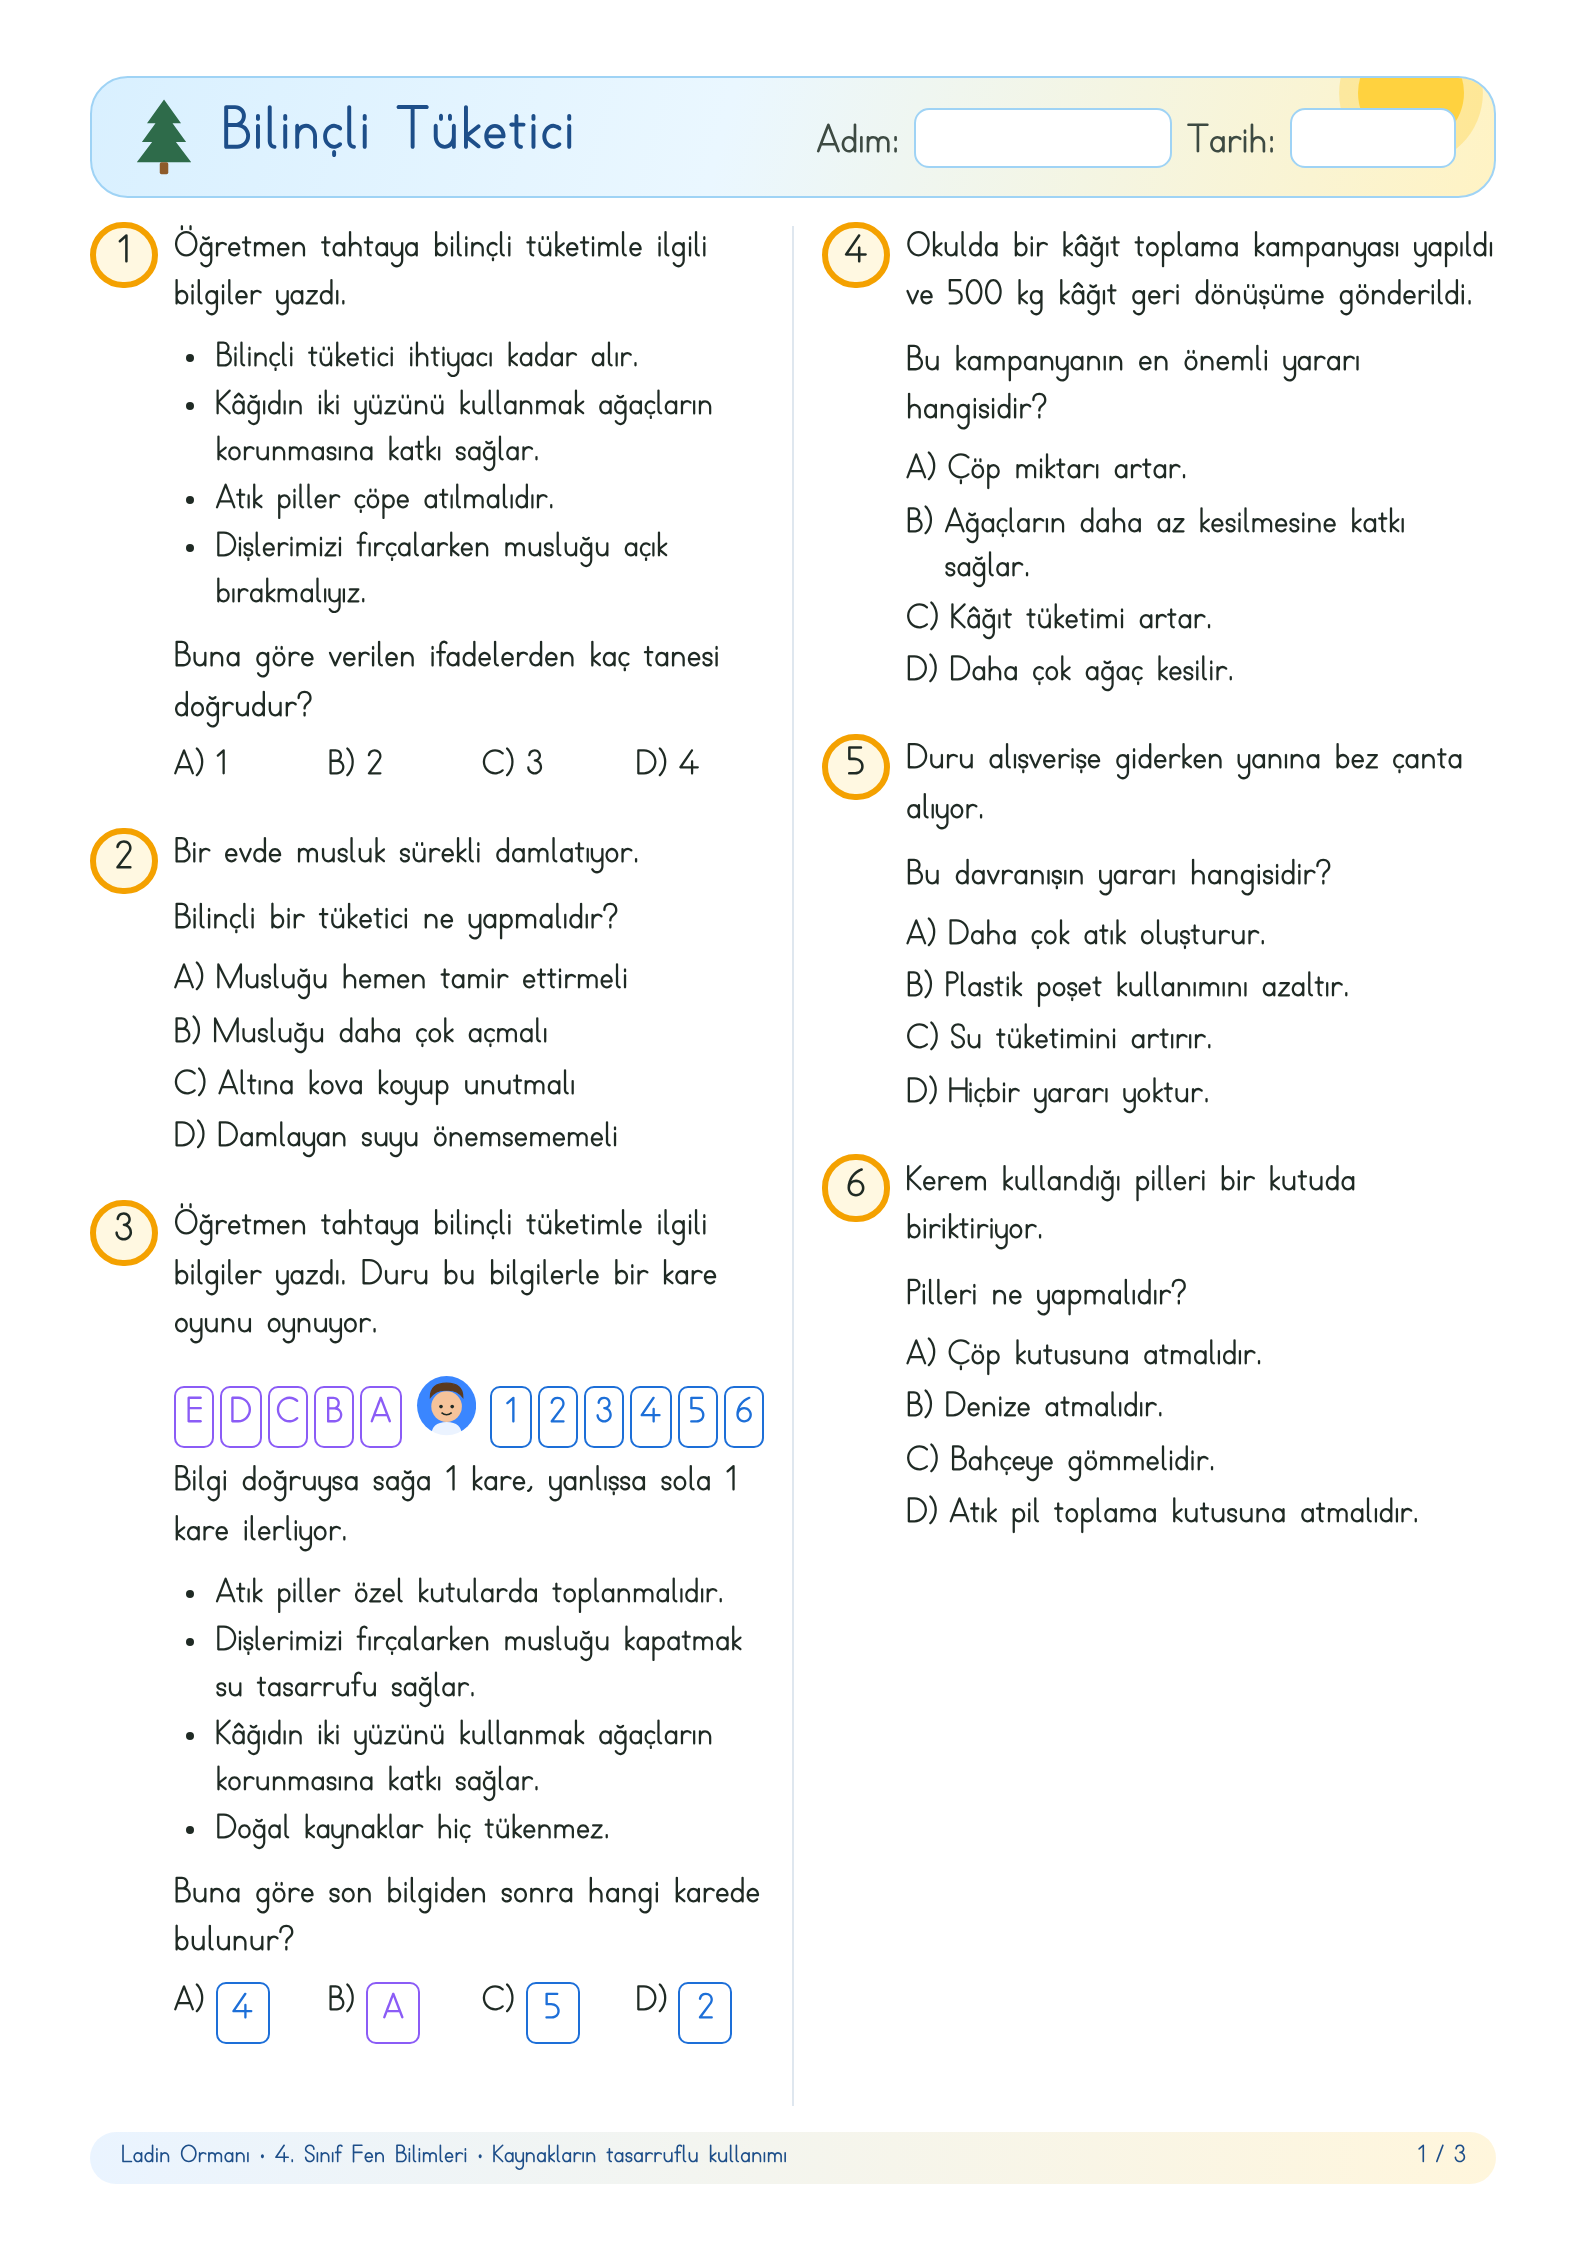 Bilinçli Tüketici
Adım:
Tarih:
1
Öğretmen tahtaya bilinçli tüketimle ilgili
bilgiler yazdı.
• Bilinçli tüketici ihtiyacı kadar alır.
• Kâğıdın iki yüzünü kullanmak ağaçların
korunmasına katkı sağlar.
• Atık piller çöpe atılmalıdır.
• Dişlerimizi fırçalarken musluğu açık
bırakmalıyız.
Buna göre verilen ifadelerden kaç tanesi
doğrudur?
A) 1 B) 2 C) 3 D) 4
2
Bir evde musluk sürekli damlatıyor.
Bilinçli bir tüketici ne yapmalıdır?
A) Musluğu hemen tamir ettirmeli
B) Musluğu daha çok açmalı
C) Altına kova koyup unutmalı
D) Damlayan suyu önemsememeli
3
Öğretmen tahtaya bilinçli tüketimle ilgili
bilgiler yazdı. Duru bu bilgilerle bir kare
oyunu oynuyor.
E D C B A 1 2 3 4 5 6
Bilgi doğruysa sağa 1 kare, yanlışsa sola 1
kare ilerliyor.
• Atık piller özel kutularda toplanmalıdır.
• Dişlerimizi fırçalarken musluğu kapatmak
su tasarrufu sağlar.
• Kâğıdın iki yüzünü kullanmak ağaçların
korunmasına katkı sağlar.
• Doğal kaynaklar hiç tükenmez.
Buna göre son bilgiden sonra hangi karede
bulunur?
A) 4 B) A C) 5 D) 2
4
Okulda bir kâğıt toplama kampanyası yapıldı
ve 500 kg kâğıt geri dönüşüme gönderildi.
Bu kampanyanın en önemli yararı
hangisidir?
A) Çöp miktarı artar.
B) Ağaçların daha az kesilmesine katkı
sağlar.
C) Kâğıt tüketimi artar.
D) Daha çok ağaç kesilir.
5
Duru alışverişe giderken yanına bez çanta
alıyor.
Bu davranışın yararı hangisidir?
A) Daha çok atık oluşturur.
B) Plastik poşet kullanımını azaltır.
C) Su tüketimini artırır.
D) Hiçbir yararı yoktur.
6
Kerem kullandığı pilleri bir kutuda
biriktiriyor.
Pilleri ne yapmalıdır?
A) Çöp kutusuna atmalıdır.
B) Denize atmalıdır.
C) Bahçeye gömmelidir.
D) Atık pil toplama kutusuna atmalıdır.
Ladin Ormanı • 4. Sınıf Fen Bilimleri • Kaynakların tasarruflu kullanımı
1 / 3